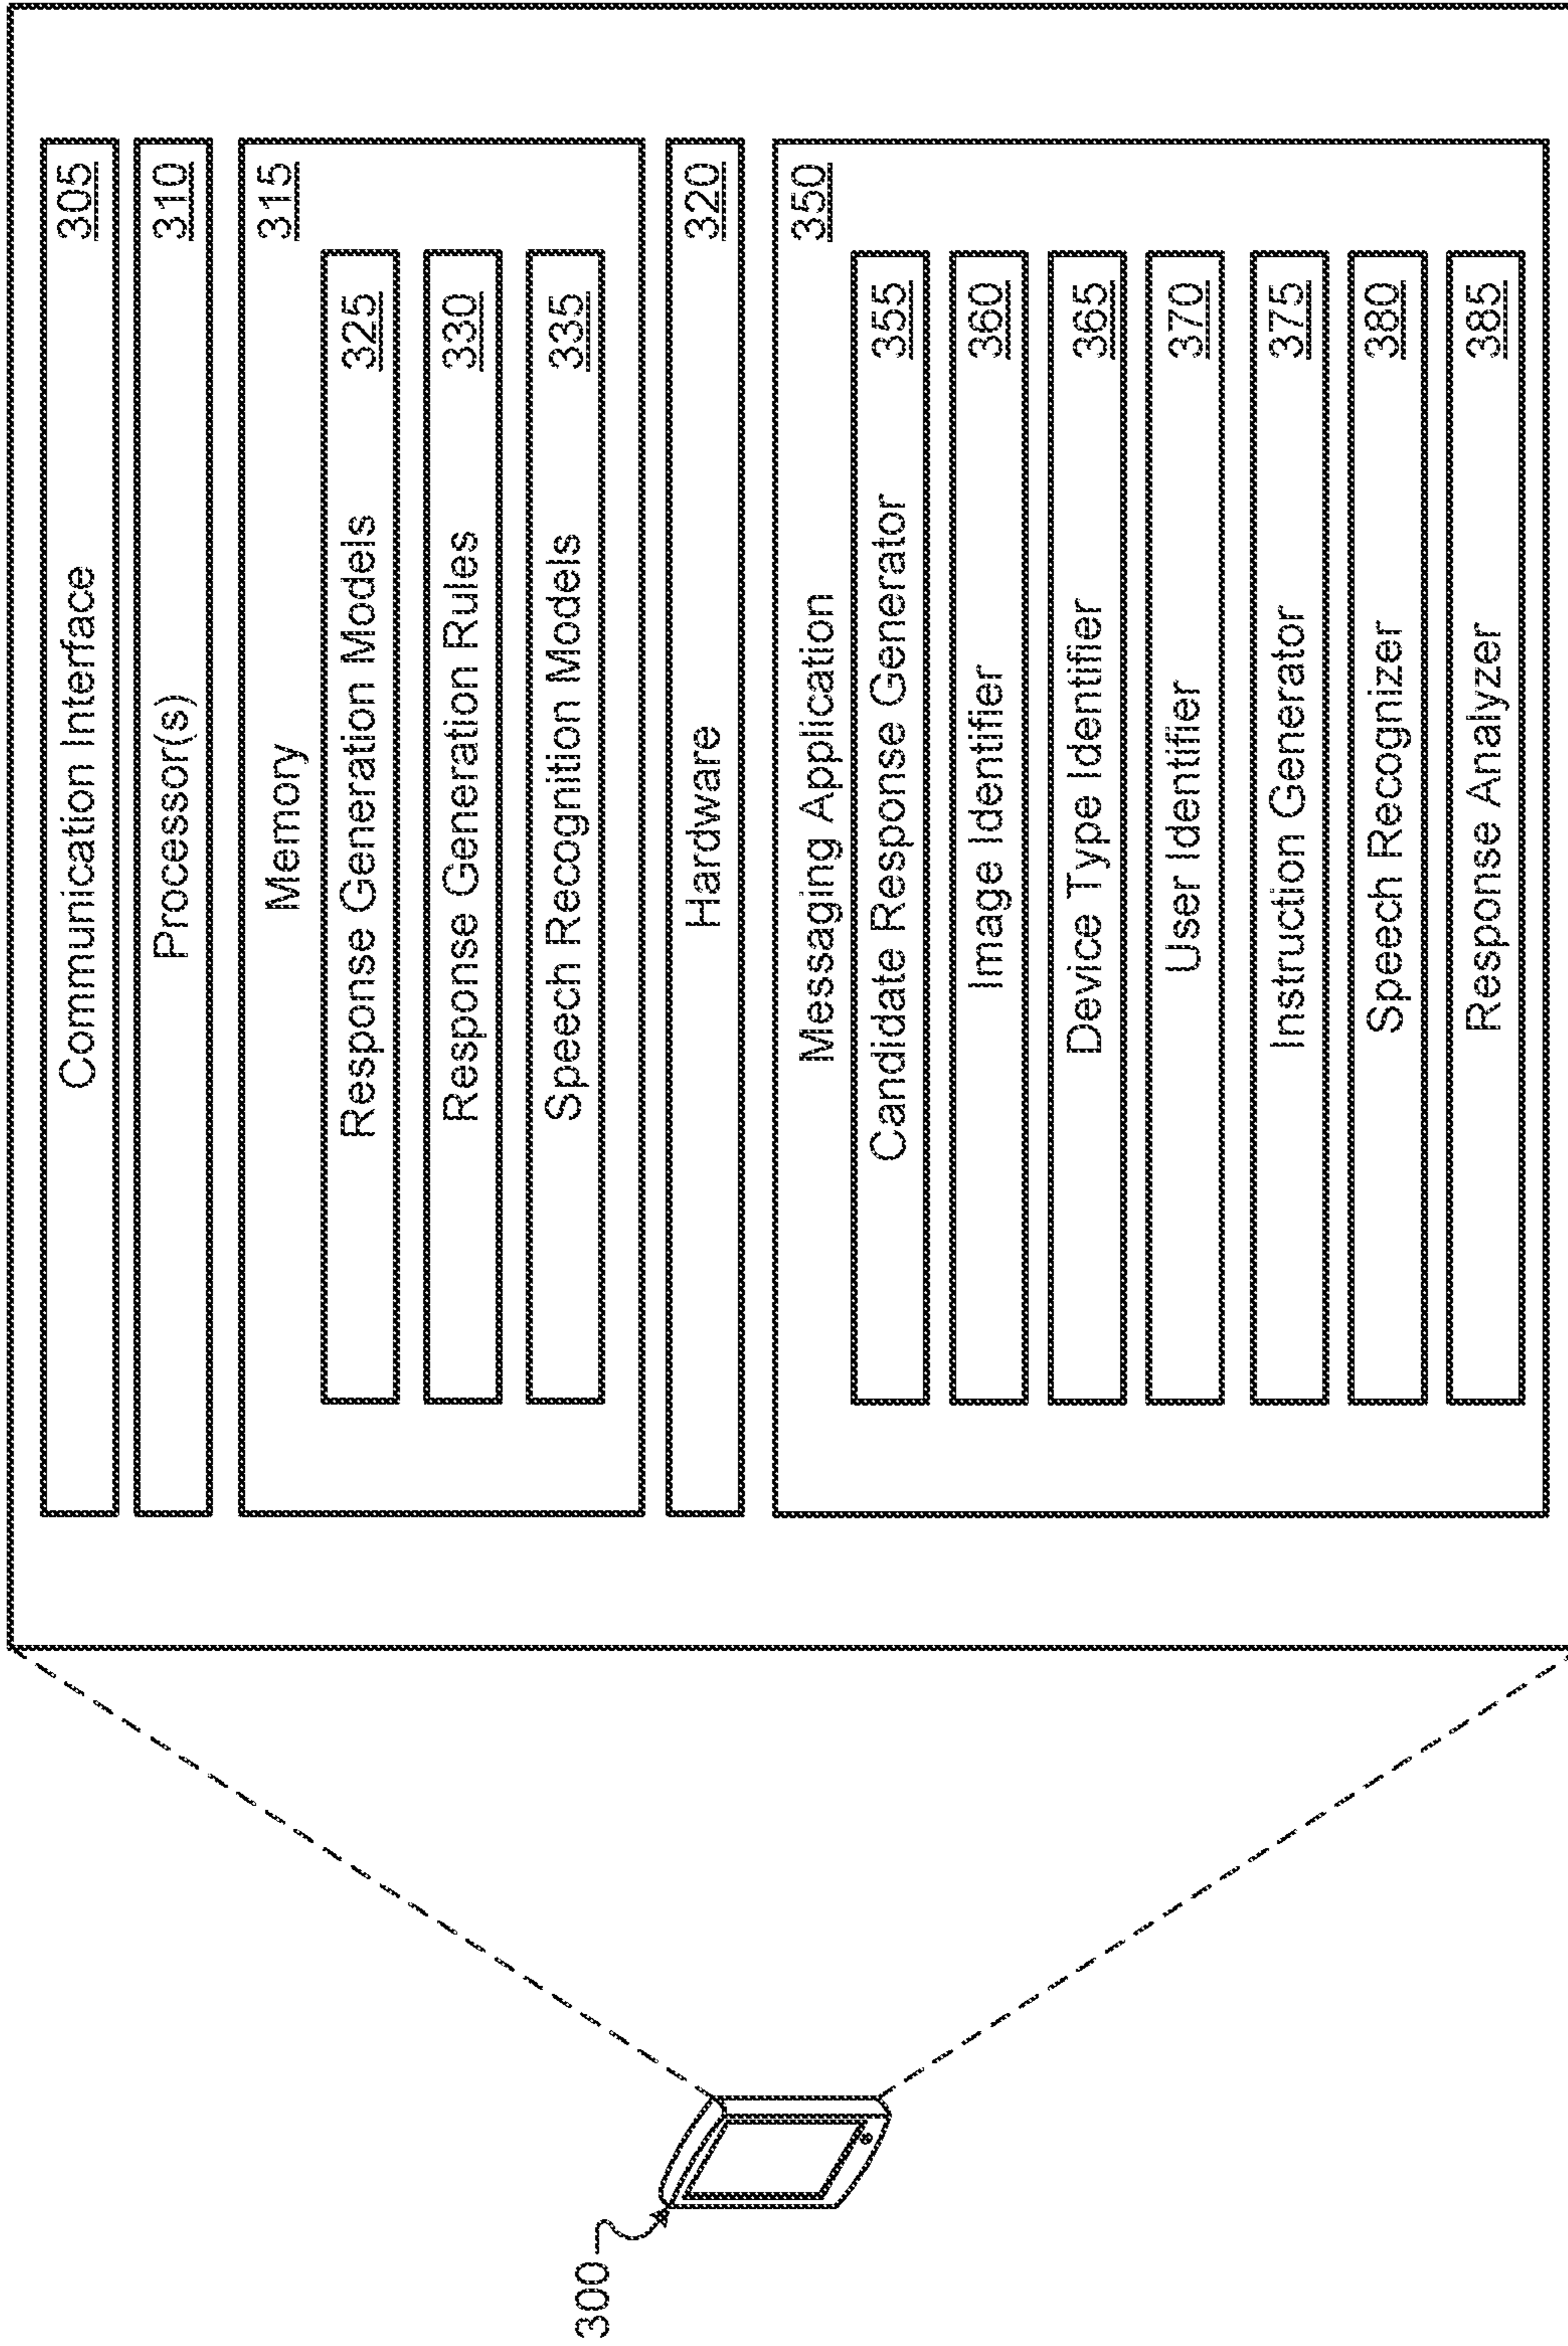 Communication Interface 305
Processor(s) 310
Memory 315
Response Generation Models 325
Response Generation Rules 330
Speech Recognition Models 335
Hardware 320
Messaging Application 350
Candidate Response Generator 355
Image Identifier 360
Device Type Identifier 365
User Identifier 370
Instruction Generator 375
Speech Recognizer 380
Response Analyzer 385
300